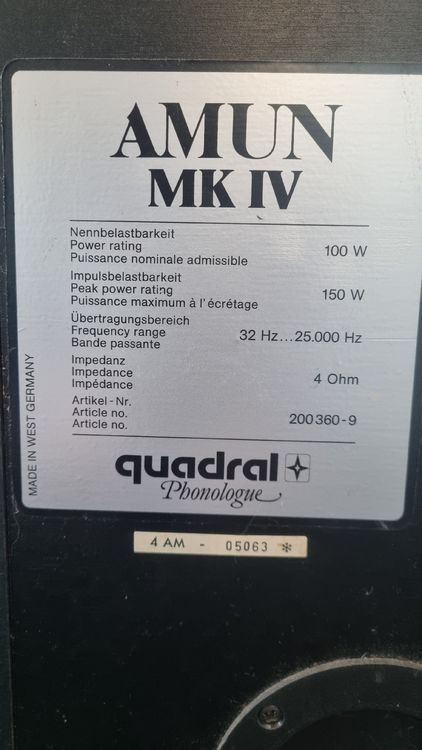 AMUN
MK IV
Nennbelastbarkeit
Power rating
Puissance nominale admissible
100 W
Impulsbelastbarkeit
Peak power rating
Puissance maximum à l'écrétage
150 W
Übertragungsbereich
Frequency range
Bande passante
32 Hz...25.000 Hz
Impedanz
Impedance
Impédance
4 Ohm
Artikel-Nr.
Article no.
Article no.
200360-9
MADE IN WEST GERMANY
quadral
Phonologue
4 AM - 05063 *